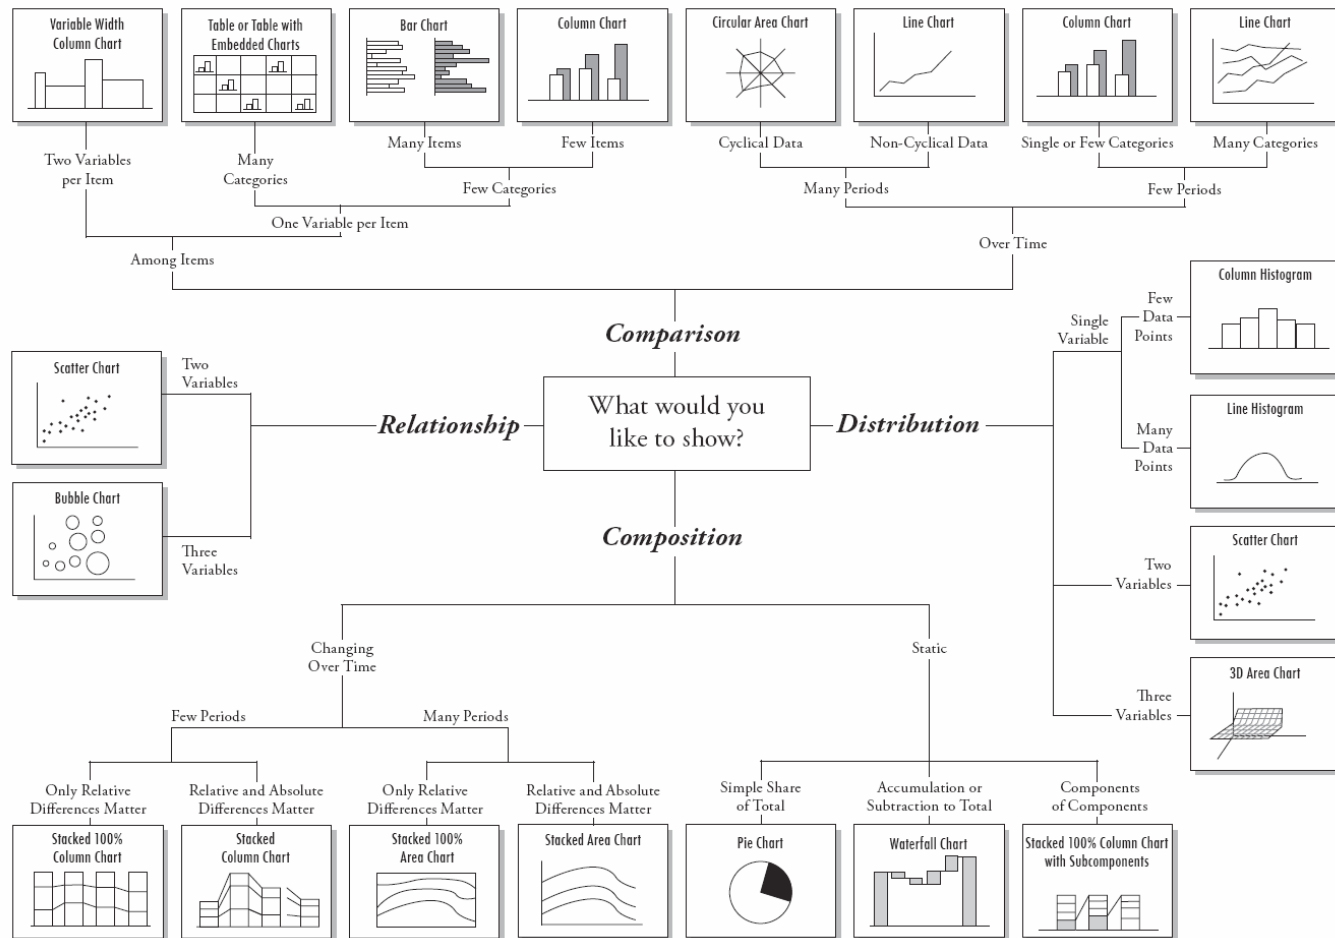 Variable Width
Column Chart
Table or Table with
Embedded Charts
Bar Chart
Column Chart
Circular Area Chart
Line Chart
Column Chart
Line Chart
Two Variables
per Item
Many
Categories
Many Items
Few Items
Cyclical Data
Non-Cyclical Data
Single or Few Categories
Many Categories
Few Categories
Many Periods
Few Periods
One Variable per Item
Among Items
Over Time
Comparison
What would you
like to show?
Relationship
Two
Variables
Scatter Chart
Three
Variables
Bubble Chart
Distribution
Single
Variable
Few
Data
Points
Column Histogram
Many
Data
Points
Line Histogram
Two
Variables
Scatter Chart
Three
Variables
3D Area Chart
Composition
Changing
Over Time
Static
Few Periods
Many Periods
Only Relative
Differences Matter
Relative and Absolute
Differences Matter
Only Relative
Differences Matter
Relative and Absolute
Differences Matter
Simple Share
of Total
Accumulation or
Subtraction to Total
Components
of Components
Stacked 100%
Column Chart
Stacked
Column Chart
Stacked 100%
Area Chart
Stacked Area Chart
Pie Chart
Waterfall Chart
Stacked 100% Column Chart
with Subcomponents